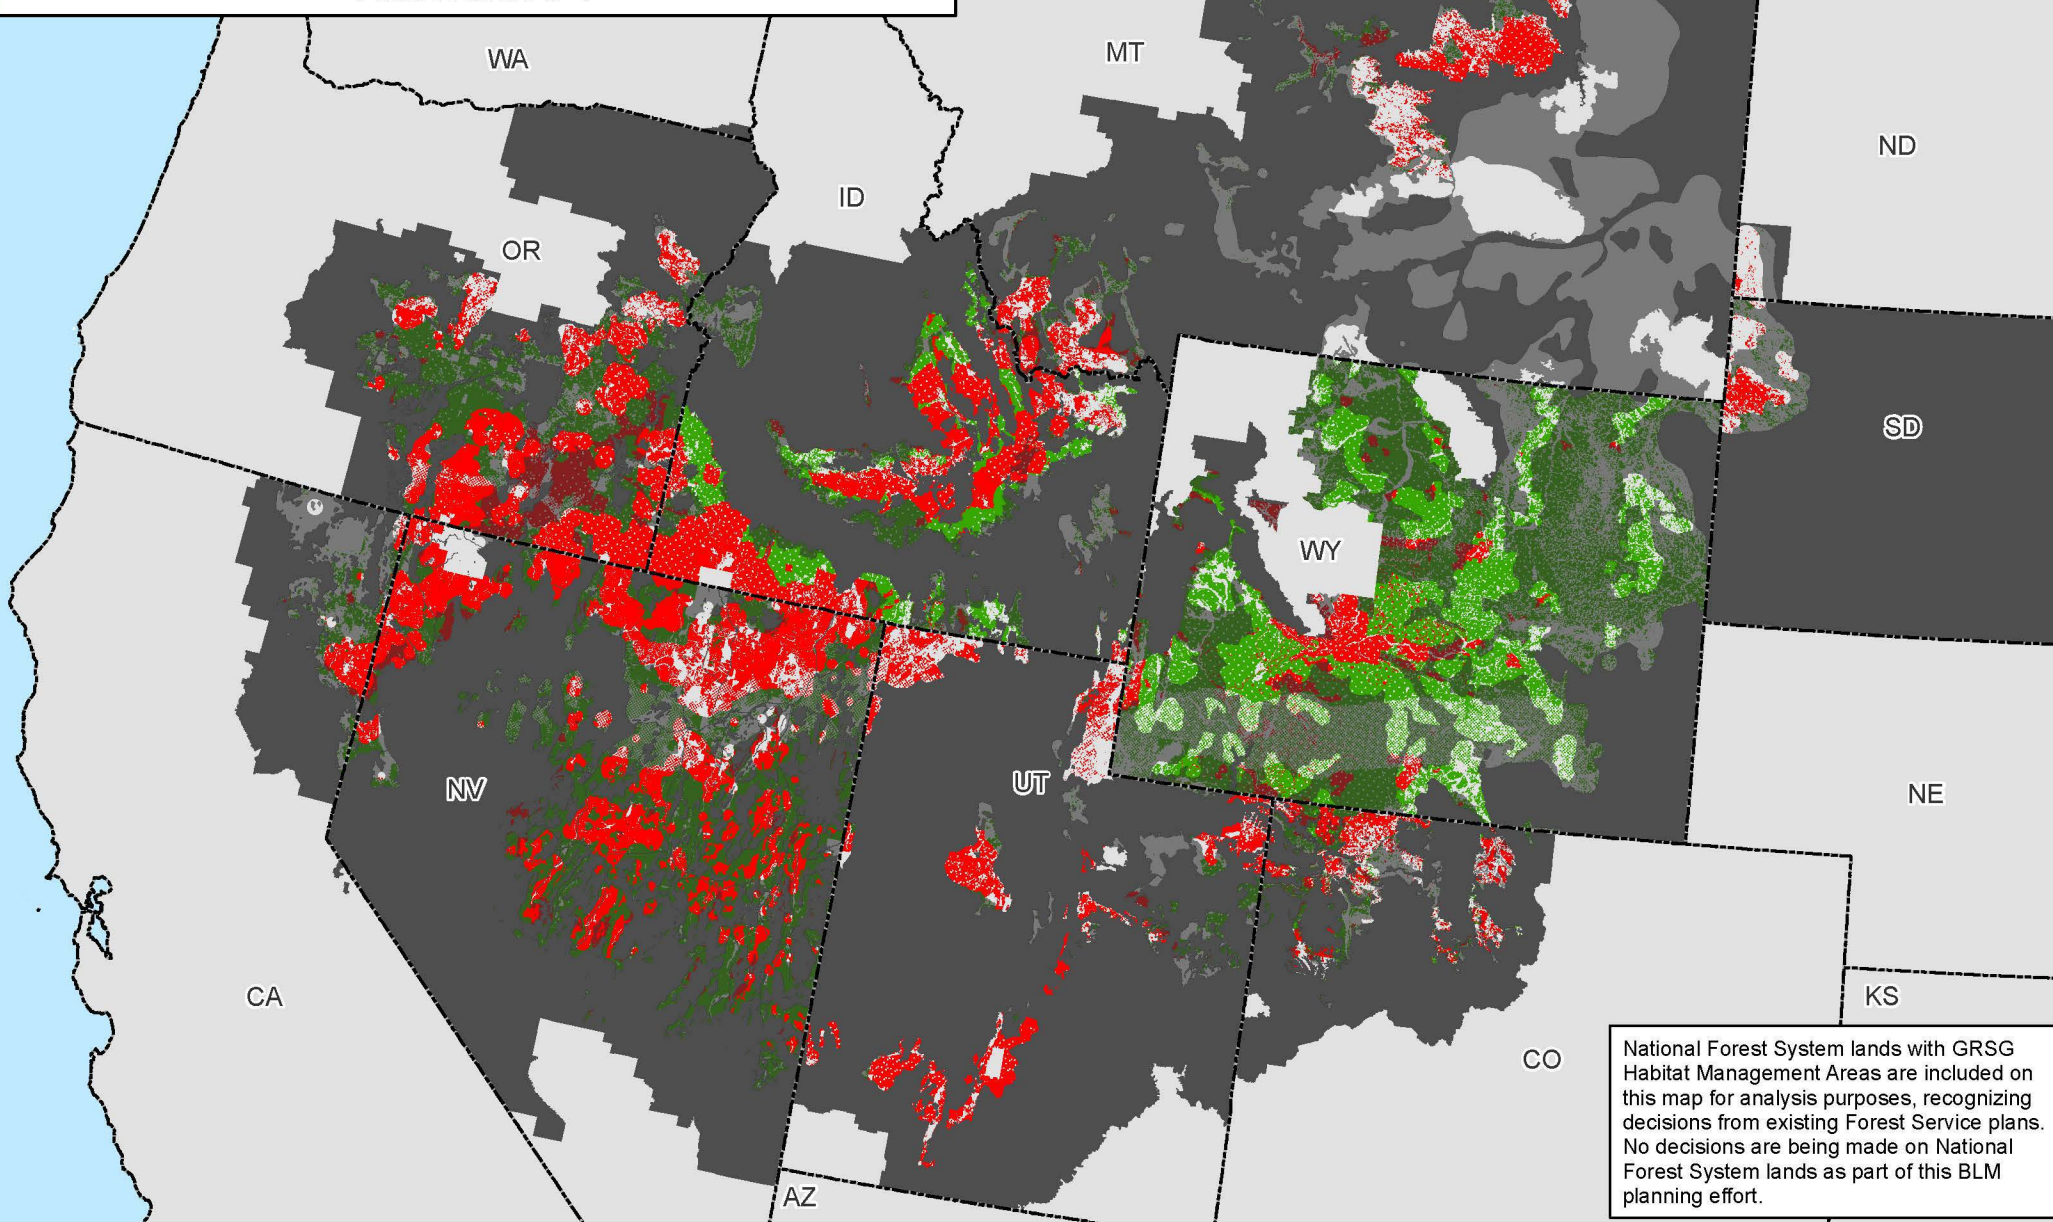 WA
MT
ND
ID
OR
SD
WY
NV
UT
NE
CA
KS
CO
AZ
National Forest System lands with GRSG
Habitat Management Areas are included on
this map for analysis purposes, recognizing
decisions from existing Forest Service plans.
No decisions are being made on National
Forest System lands as part of this BLM
planning effort.